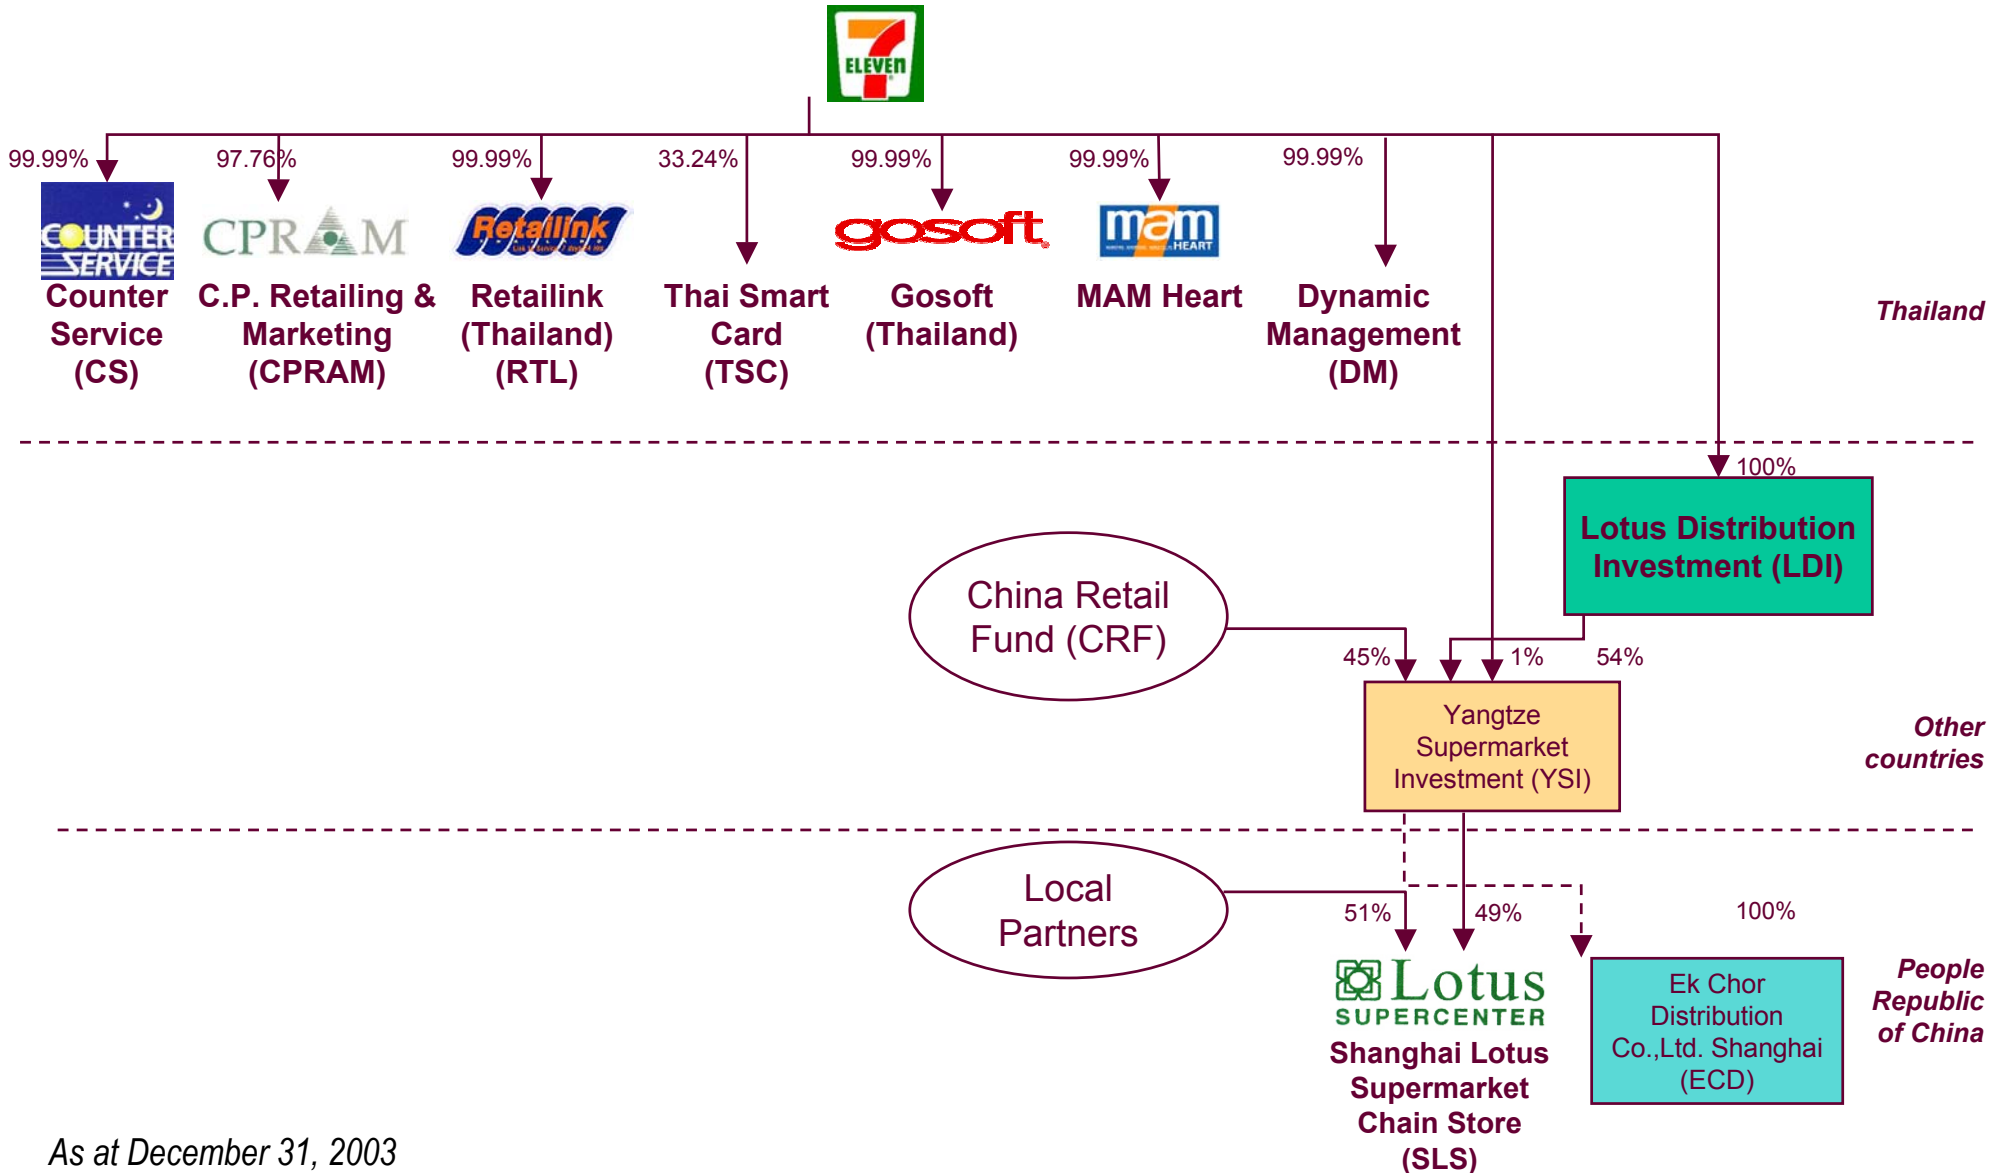 7
ELEVEn
99.99%
97.76%
99.99%
33.24%
99.99%
99.99%
99.99%
COUNTER
SERVICE
CPRAM
Retailink
gosoft
mam
HEART
Counter
Service
(CS)
C.P. Retailing &
Marketing
(CPRAM)
Retailink
(Thailand)
(RTL)
Thai Smart
Card
(TSC)
Gosoft
(Thailand)
MAM Heart
Dynamic
Management
(DM)
Thailand
100%
Lotus Distribution
Investment (LDI)
China Retail
Fund (CRF)
45%
1%
54%
Yangtze
Supermarket
Investment (YSI)
Other
countries
Local
Partners
51%
49%
100%
Lotus
SUPERCENTER
Shanghai Lotus
Supermarket
Chain Store
(SLS)
Ek Chor
Distribution
Co.,Ltd. Shanghai
(ECD)
People
Republic
of China
As at December 31, 2003